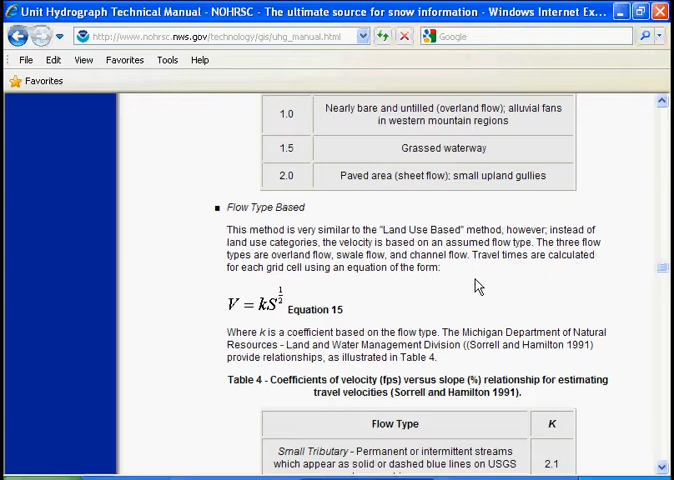 Unit Hydrograph Technical Manual - NOHRSC - The ultimate source for snow information - Windows Internet Ex...
http://www.nohrsc.nws.gov/technology/gis/uhg_manual.html
Google
File Edit View Favorites Tools Help
Favorites
1.0 Nearly bare and untilled (overland flow); alluvial fans
in western mountain regions
1.5 Grassed waterway
2.0 Paved area (sheet flow); small upland gullies
Flow Type Based
This method is very similar to the "Land Use Based" method, however; instead of
land use categories, the velocity is based on an assumed flow type. The three flow
types are overland flow, swale flow, and channel flow. Travel times are calculated
for each grid cell using an equation of the form:
V = kS^{1/2} Equation 15
Where k is a coefficient based on the flow type. The Michigan Department of Natural
Resources - Land and Water Management Division ((Sorrell and Hamilton 1991)
provide relationships, as illustrated in Table 4.
Table 4 - Coefficients of velocity (fps) versus slope (%) relationship for estimating
travel velocities (Sorrell and Hamilton 1991).
Flow Type K
Small Tributary - Permanent or intermittent streams
which appear as solid or dashed blue lines on USGS
2.1